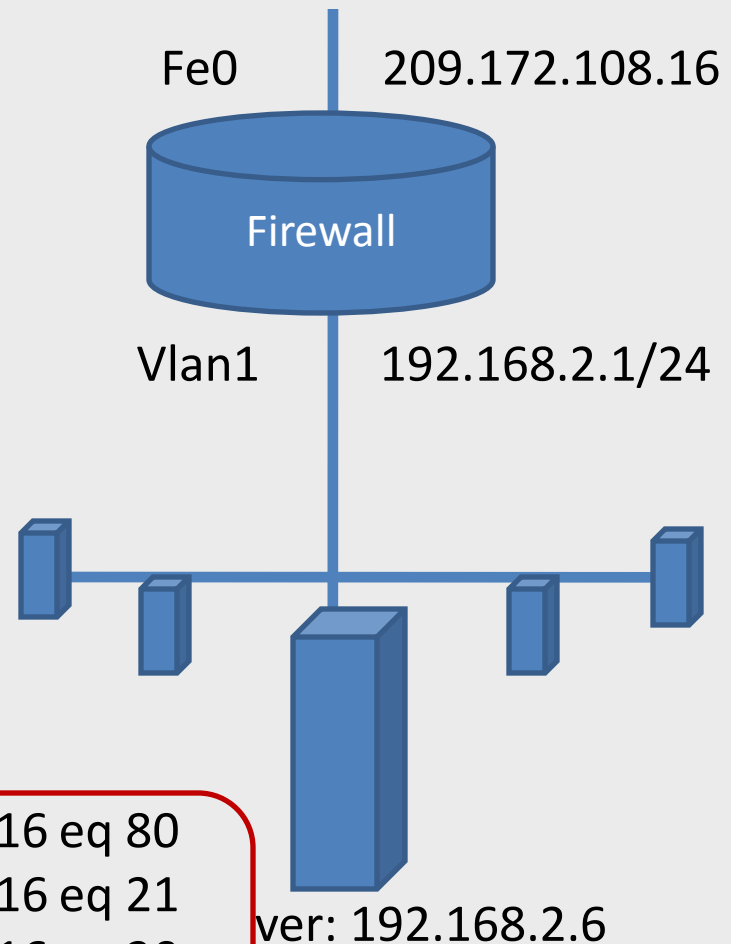 Fe0 209.172.108.16
Firewall
Vlan1 192.168.2.1/24
16 eq 80
16 eq 21
ver: 192.168.2.6